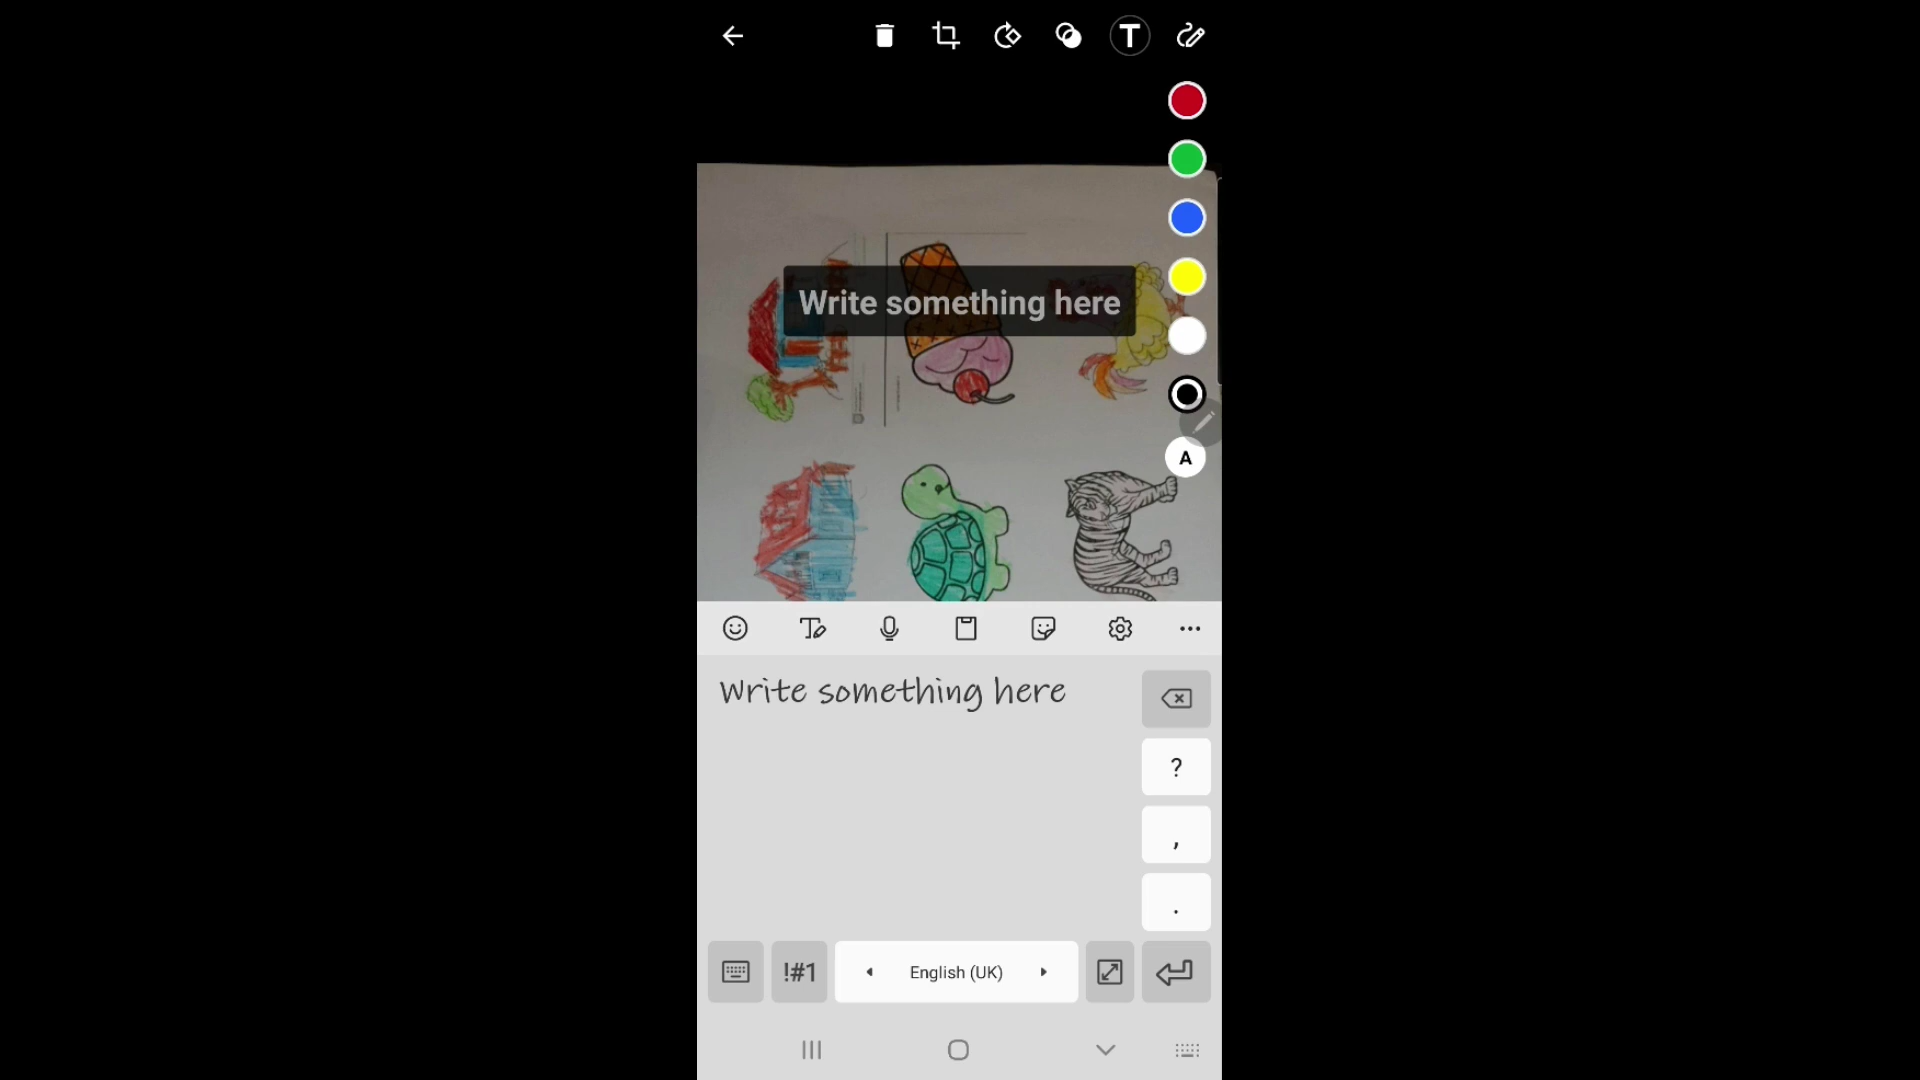 T
A
Write something here
Write something here
?
,
.
!#1
English (UK)